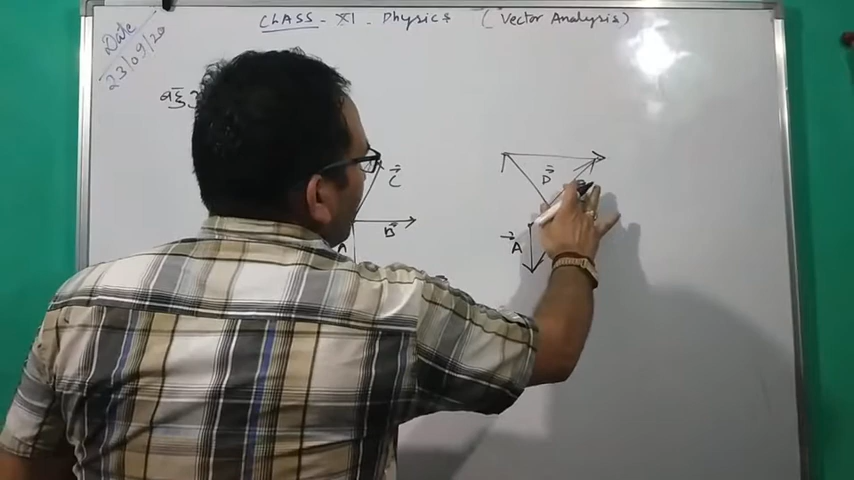 CLASS - XI - Physics (Vector Analysis)
Date
23/09/20
C
D
B
A
A